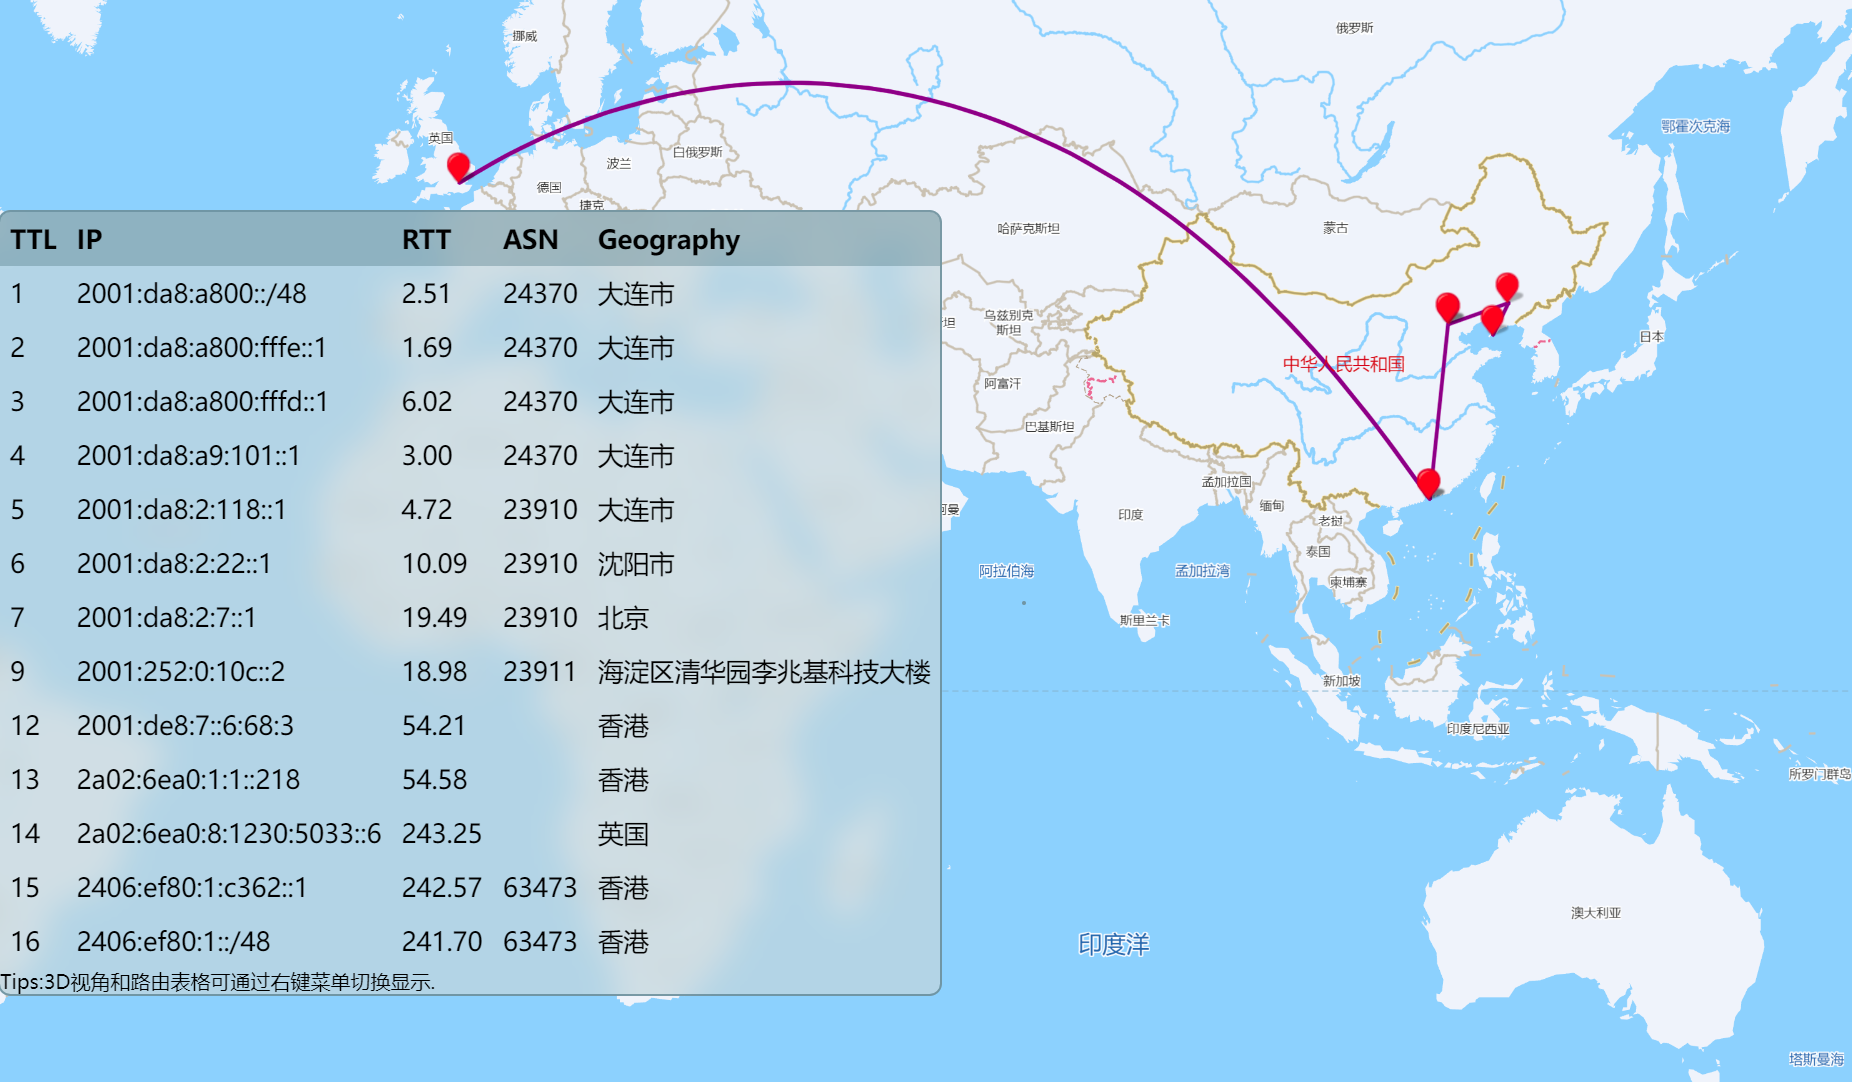 挪威
俄罗斯
鄂霍次克海
英国
波兰
白俄罗斯
德国
捷克
哈萨克斯坦
蒙古
TTL IP RTT ASN Geography
1 2001:da8:a800::/48 2.51 24370 大连市
2 2001:da8:a800:fffe::1 1.69 24370 大连市
3 2001:da8:a800:fffd::1 6.02 24370 大连市
4 2001:da8:a9:101::1 3.00 24370 大连市
5 2001:da8:2:118::1 4.72 23910 大连市
6 2001:da8:2:22::1 10.09 23910 沈阳市
7 2001:da8:2:7::1 19.49 23910 北京
9 2001:252:0:10c::2 18.98 23911 海淀区清华园李兆基科技大楼
12 2001:de8:7::6:68:3 54.21 香港
13 2a02:6ea0:1:1::218 54.58 香港
14 2a02:6ea0:8:1230:5033::6 243.25 英国
15 2406:ef80:1:c362::1 242.57 63473 香港
16 2406:ef80:1::/48 241.70 63473 香港
Tips:3D视角和路由表格可通过右键菜单切换显示.
坦
乌兹别克
斯坦
日本
中华人民共和国
阿富汗
巴基斯坦
孟加拉国
缅甸
阿曼
印度
老挝
泰国
阿拉伯海
孟加拉湾
柬埔寨
斯里兰卡
新加坡
印度尼西亚
所罗门群岛
澳大利亚
印度洋
塔斯曼海